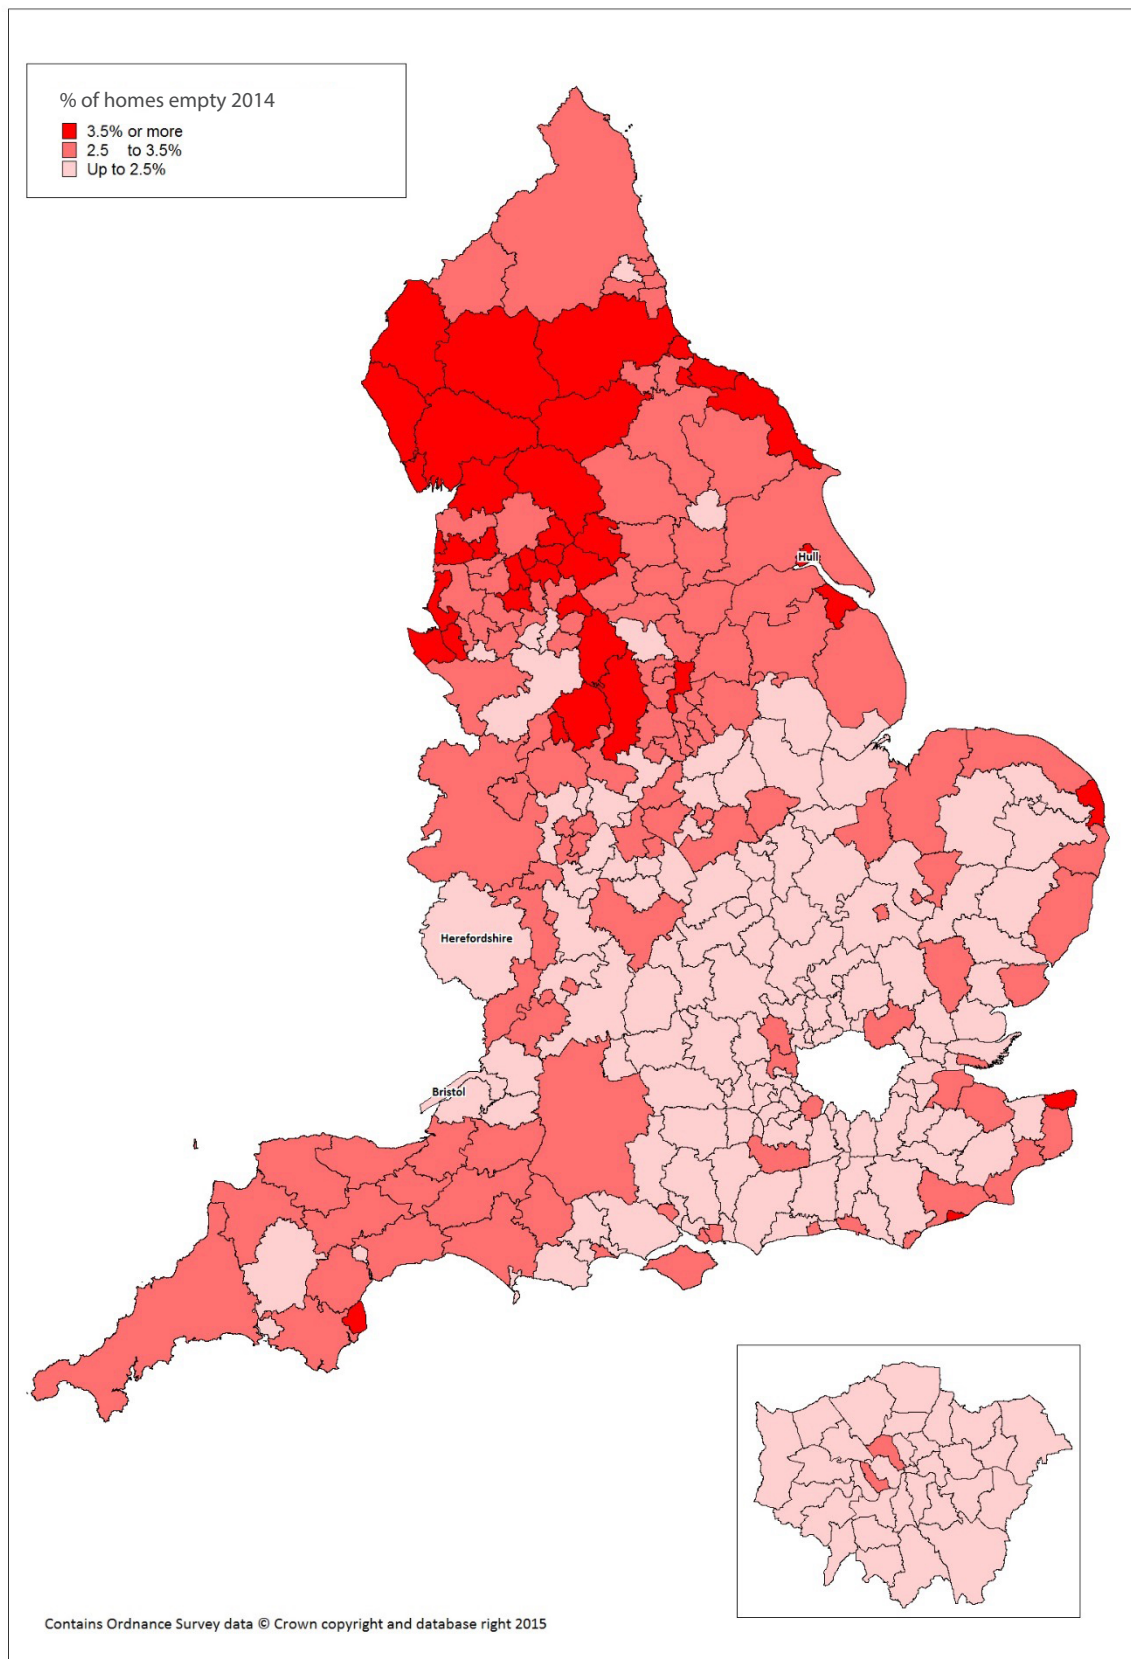 % of homes empty 2014
3.5% or more
2.5 to 3.5%
Up to 2.5%
Hull
Herefordshire
Bristol
Contains Ordnance Survey data © Crown copyright and database right 2015